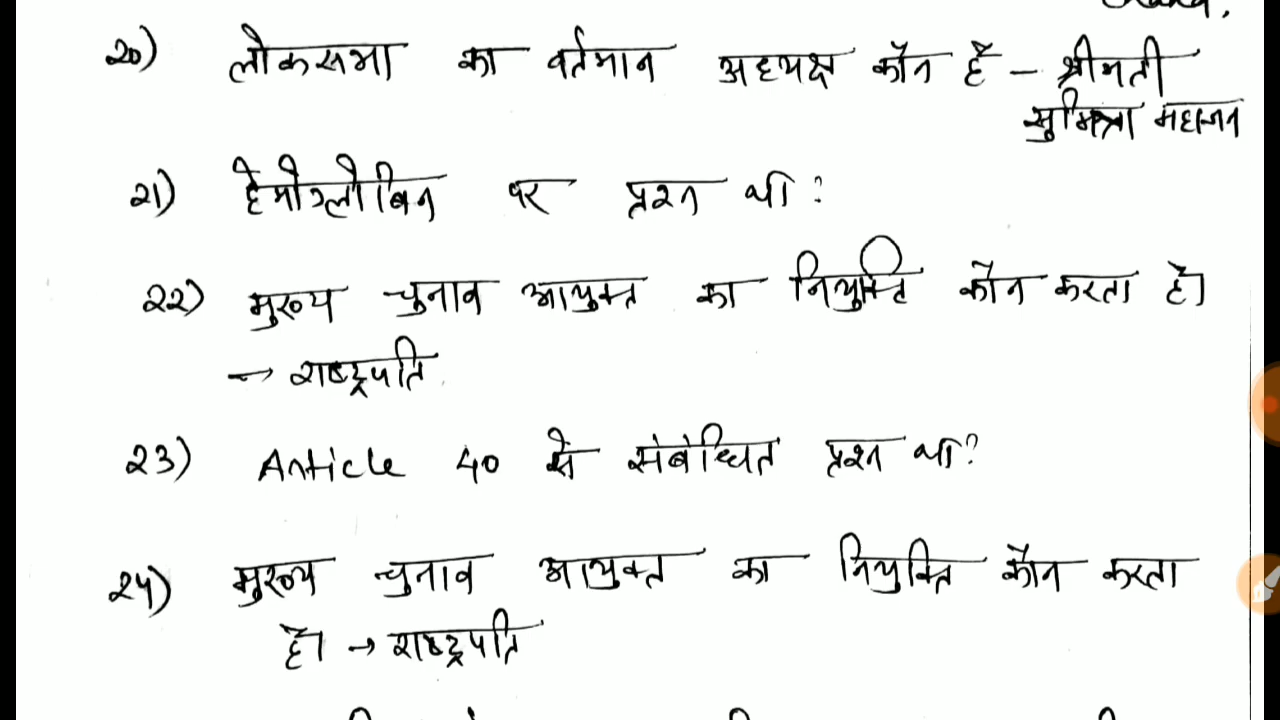 20) लोकसभा का वर्तमान अध्यक्ष कौन है – श्रीमती
सुमित्रा महाजन
21) हेमोग्लोबिन पर प्रश्न था?
22) मुख्य चुनाव आयुक्त का नियुक्ति कौन करता है।
→ राष्ट्रपति
23) Article 40 से संबंधित प्रश्न था?
24) मुख्य चुनाव आयुक्त का नियुक्ति कौन करता
है। → राष्ट्रपति